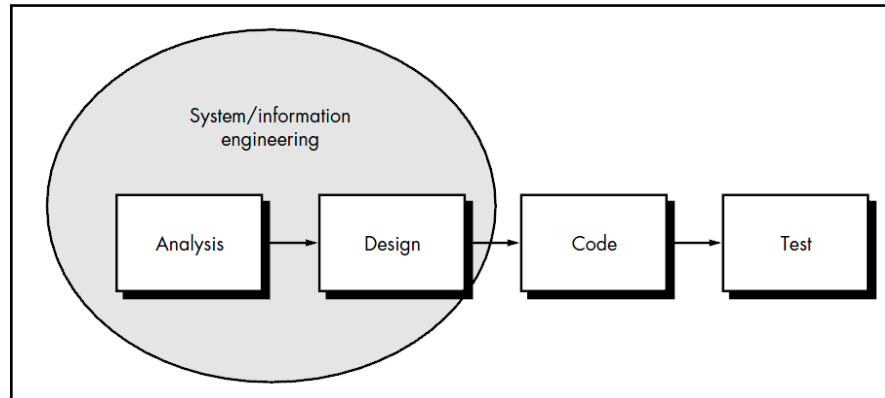 System/information
engineering
Analysis
Design
Code
Test